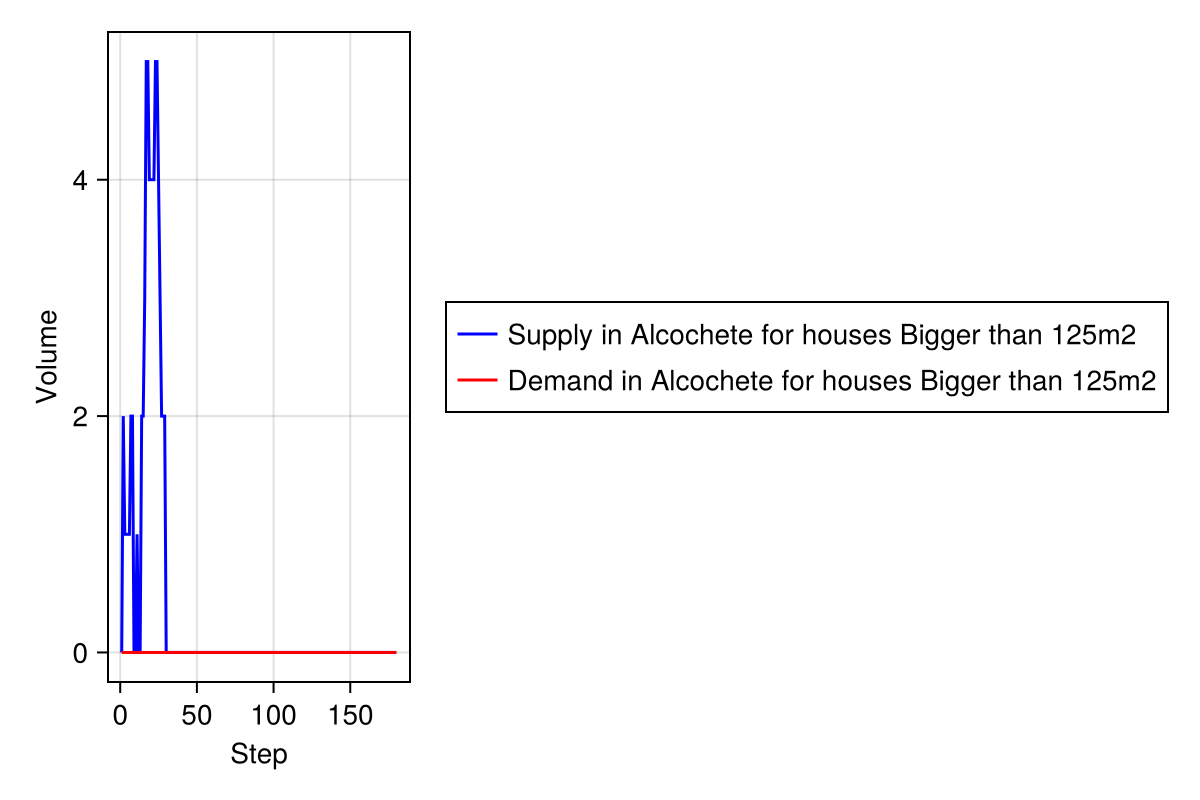 4
Volume
2
0
0 50 100 150
Step
Supply in Alcochete for houses Bigger than 125m2
Demand in Alcochete for houses Bigger than 125m2